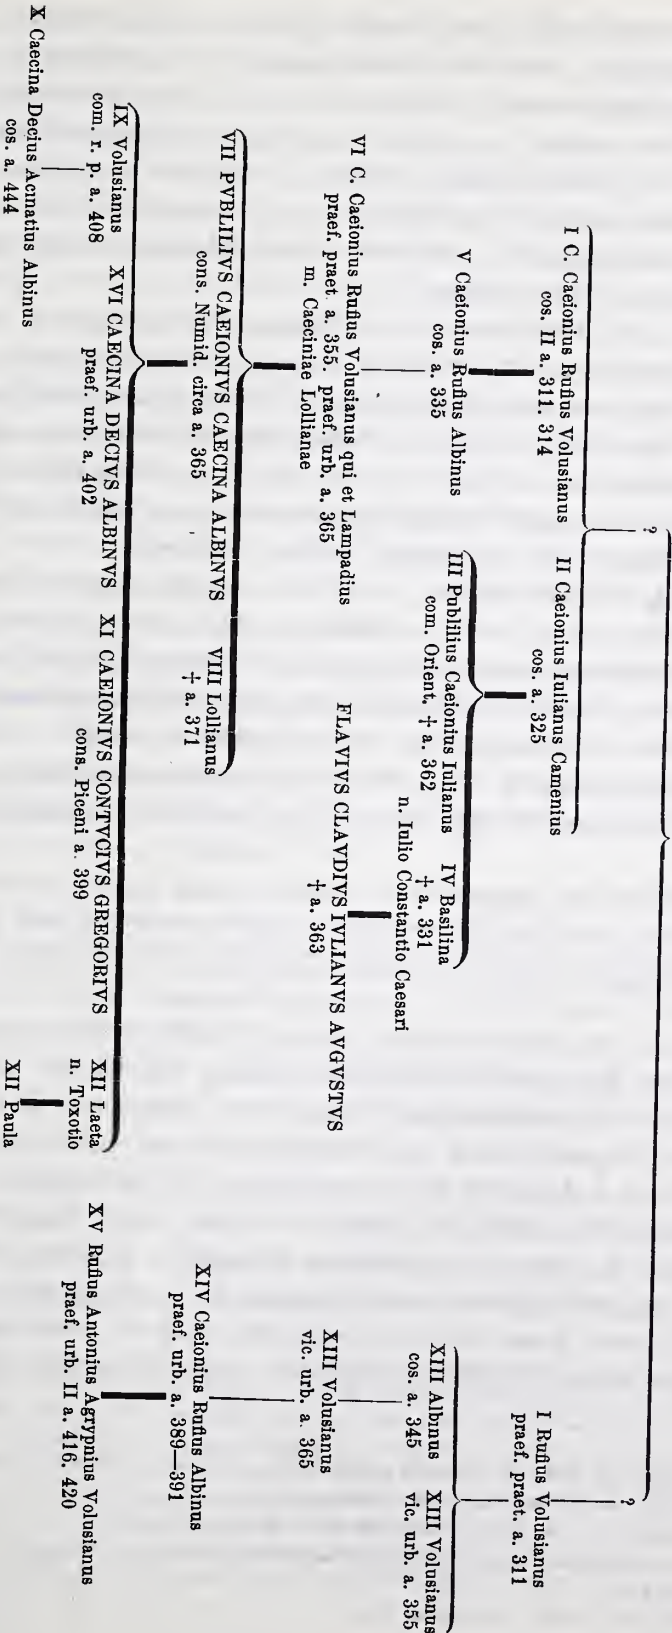 ?
?
I C. Caeionius Rufius Volusianus
cos. II a. 311. 314
II Caeionius Iulianus Camenius
cos. a. 325
I Rufius Volusianus
praef. praet. a. 311
V Caeionius Rufius Albinus
cos. a. 335
III Publilius Caeionius Iulianus
com. Orient. † a. 362
IV Basilina
† a. 331
n. Iulio Constantio Caesari
XIII Albinus
cos. a. 345
XIII Volusianus
vic. urb. a. 355
VI C. Caeionius Rufius Volusianus qui et Lampadius
praef. praet. a. 355. praef. urb. a. 365
m. Caeciniae Lollianae
FLAVIVS CLAVDIVS IVLIANVS AVGVSTVS
† a. 363
XIII Volusianus
vic. urb. a. 365
VII PVBLILIVS CAEIONIVS CAECINA ALBINVS
cons. Numid. circa a. 365
VIII Lollianus
† a. 371
XIV Caeionius Rufius Albinus
praef. urb. a. 389—391
IX Volusianus
com. r. p. a. 408
XVI CAECINA DECIVS ALBINVS
praef. urb. a. 402
XI CAEIONIVS CONTVCIVS GREGORIVS
cons. Piceni a. 399
XII Laeta
n. Toxotio
XV Rufius Antonius Agrypnius Volusianus
praef. urb. II a. 416. 420
X Caecina Decius Acinatius Albinus
cos. a. 444
XII Paula